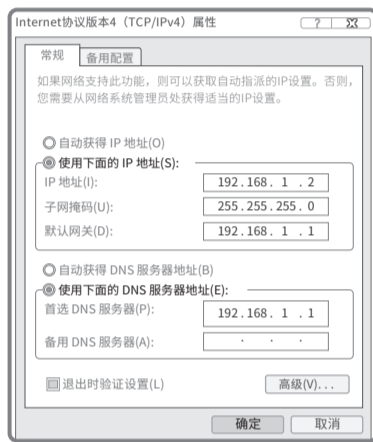 Internet协议版本4（TCP/IPv4）属性
常规 备用配置
如果网络支持此功能，则可以获取自动指派的IP设置。否则，
您需要从网络系统管理员处获得适当的IP设置。
自动获得 IP 地址(O)
使用下面的 IP 地址(S):
IP 地址(I): 192.168. 1 .2
子网掩码(U): 255.255.255.0
默认网关(D): 192.168. 1 .1
自动获得 DNS 服务器地址(B)
使用下面的 DNS 服务器地址(E):
首选 DNS 服务器(P): 192.168. 1 .1
备用 DNS 服务器(A): . . .
退出时验证设置(L) 高级(V)...
确定 取消